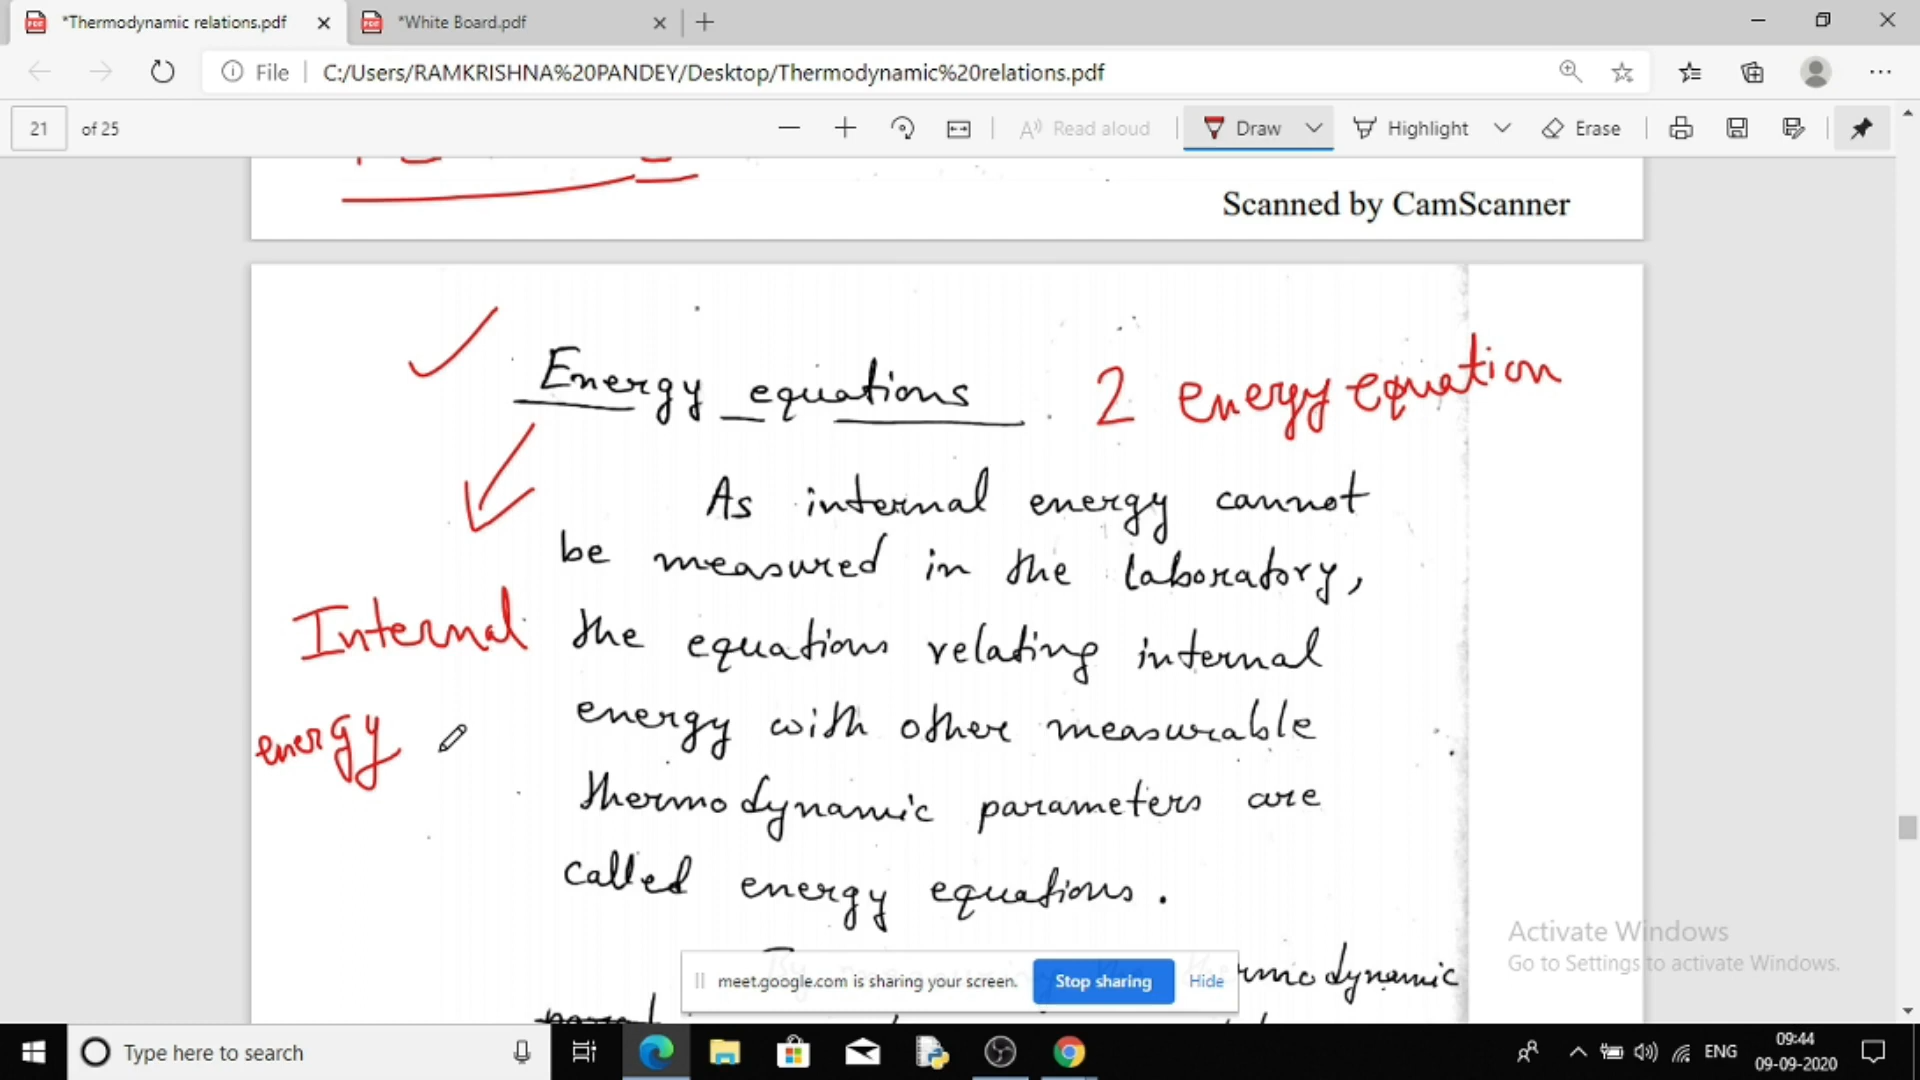 *Thermodynamic relations.pdf
*White Board.pdf
File
C:/Users/RAMKRISHNA%20PANDEY/Desktop/Thermodynamic%20relations.pdf
21 of 25
Read aloud
Draw
Highlight
Erase
Scanned by CamScanner
Energy equations
2 energy equation
As internal energy cannot
be measured in the laboratory,
Internal
the equations relating internal
energy
energy with other measurable
thermodynamic parameters are
called energy equations.
Activate Windows
Go to Settings to activate Windows.
meet.google.com is sharing your screen.
Stop sharing
Hide
Type here to search
ENG
09:44
09-09-2020